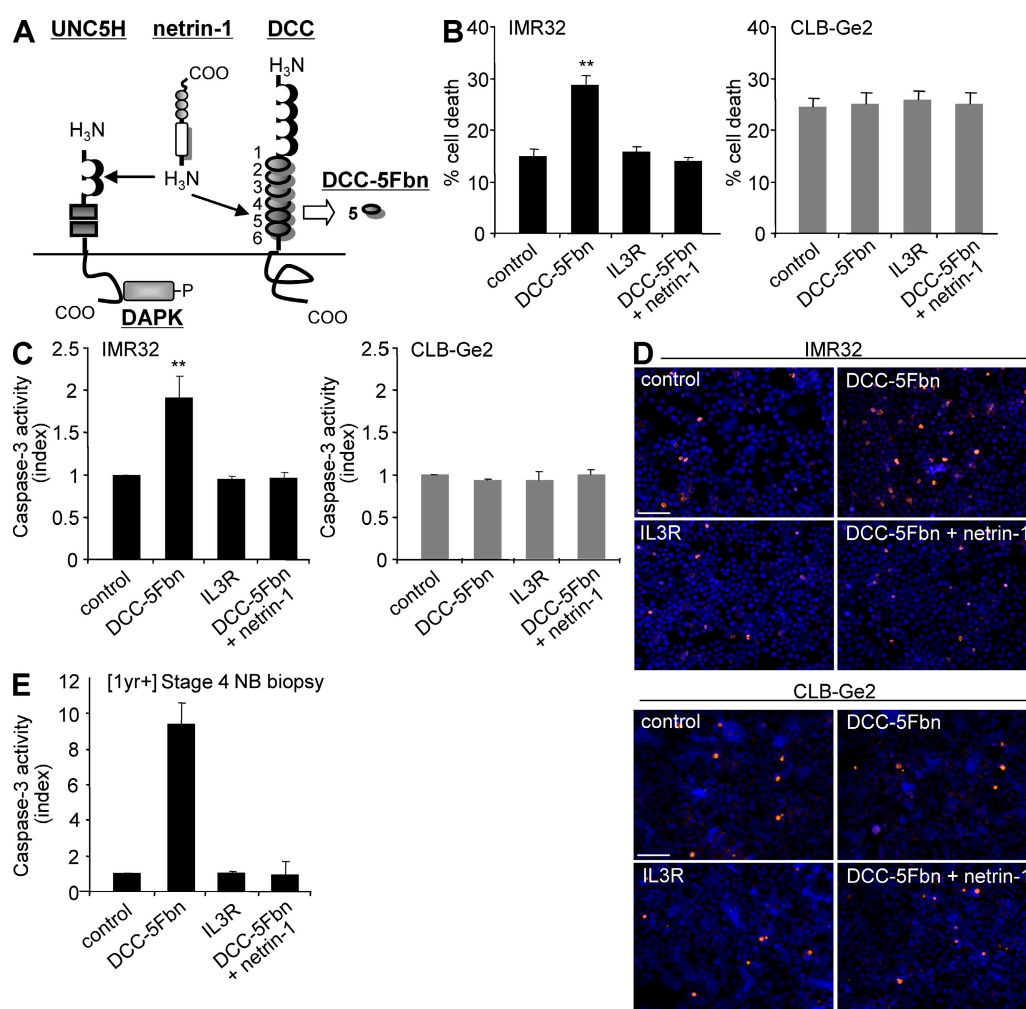 A
UNC5H netrin-1 DCC
COO
H3N
H3N
H3N
1
2
3
4
5
6
DCC-5Fbn
5
COO
P
DAPK
COO
B
IMR32
% cell death
40
30
20
10
0
**
control
DCC-5Fbn
IL3R
DCC-5Fbn
+ netrin-1
CLB-Ge2
% cell death
40
30
20
10
0
control
DCC-5Fbn
IL3R
DCC-5Fbn
+ netrin-1
C
IMR32
Caspase-3 activity
(index)
2.5
2
1.5
1
0.5
0
**
control
DCC-5Fbn
IL3R
DCC-5Fbn
+ netrin-1
CLB-Ge2
Caspase-3 activity
(index)
2.5
2
1.5
1
0.5
0
control
DCC-5Fbn
IL3R
DCC-5Fbn
+ netrin-1
D
IMR32
control
DCC-5Fbn
IL3R
DCC-5Fbn + netrin-1
CLB-Ge2
control
DCC-5Fbn
IL3R
DCC-5Fbn + netrin-1
E
[1yr+] Stage 4 NB biopsy
Caspase-3 activity
(index)
12
10
8
6
4
2
0
control
DCC-5Fbn
IL3R
DCC-5Fbn
+ netrin-1